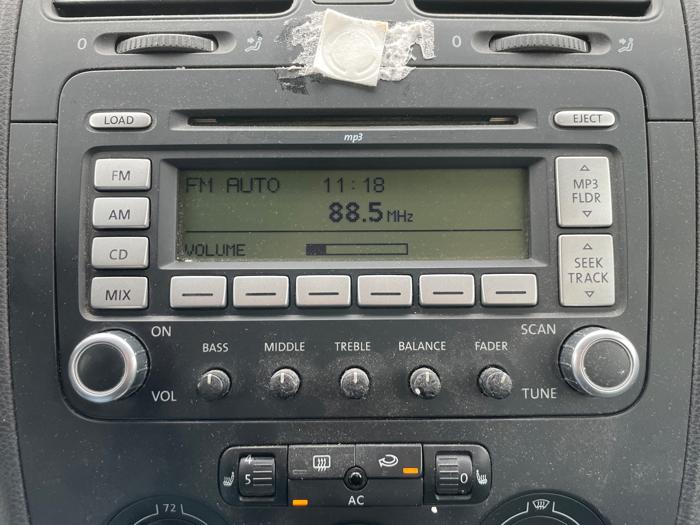 0
0
LOAD
EJECT
mp3
FM
FM AUTO 11:18
MP3
FLDR
AM
88.5 MHz
CD
VOLUME
SEEK
TRACK
MIX
ON
SCAN
BASS MIDDLE TREBLE BALANCE FADER
VOL
TUNE
4
5
0
AC
72